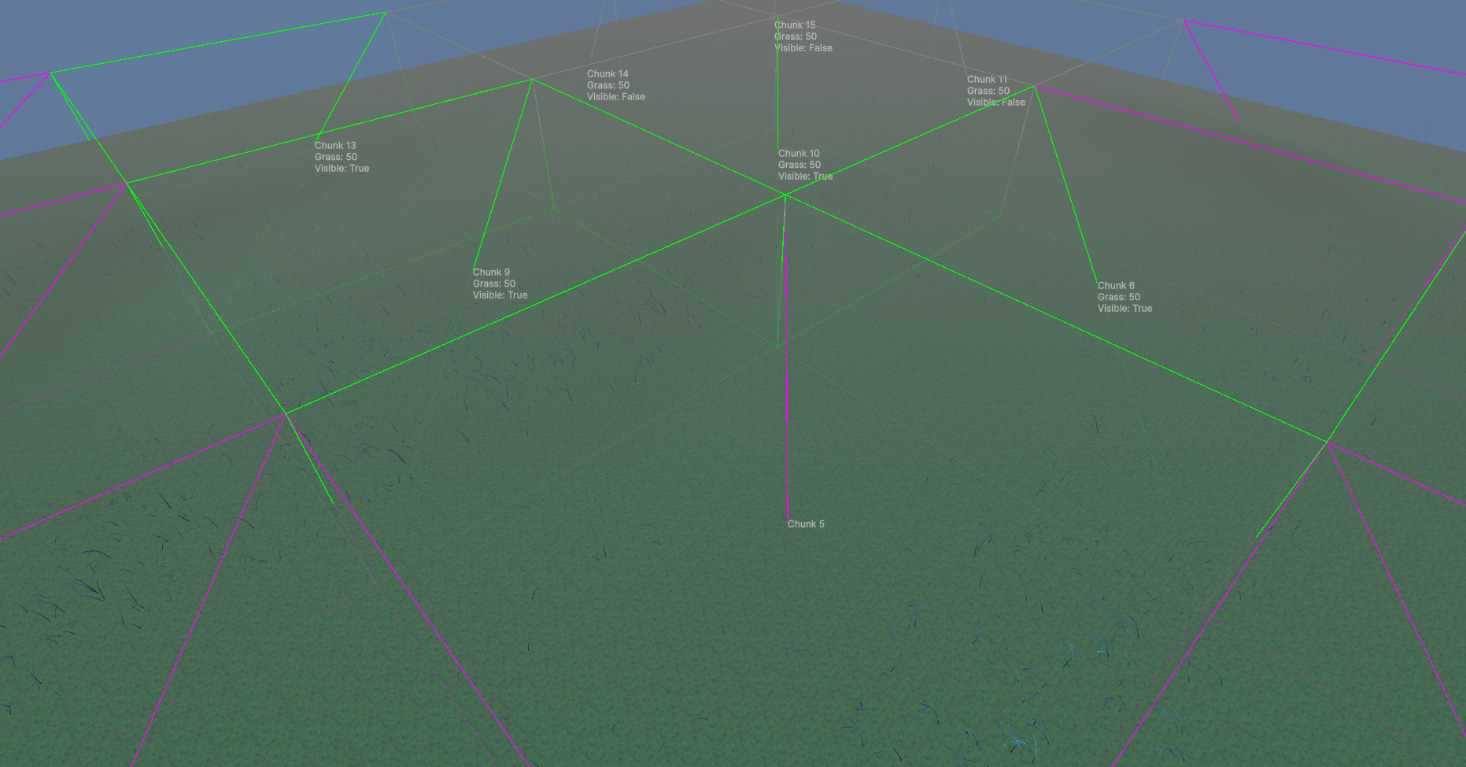 Chunk 15
Grass: 50
Visible: False
Chunk 14
Grass: 50
Visible: False
Chunk 11
Grass: 50
Visible: False
Chunk 13
Grass: 50
Visible: True
Chunk 10
Grass: 50
Visible: True
Chunk 9
Grass: 50
Visible: True
Chunk 6
Grass: 50
Visible: True
Chunk 5